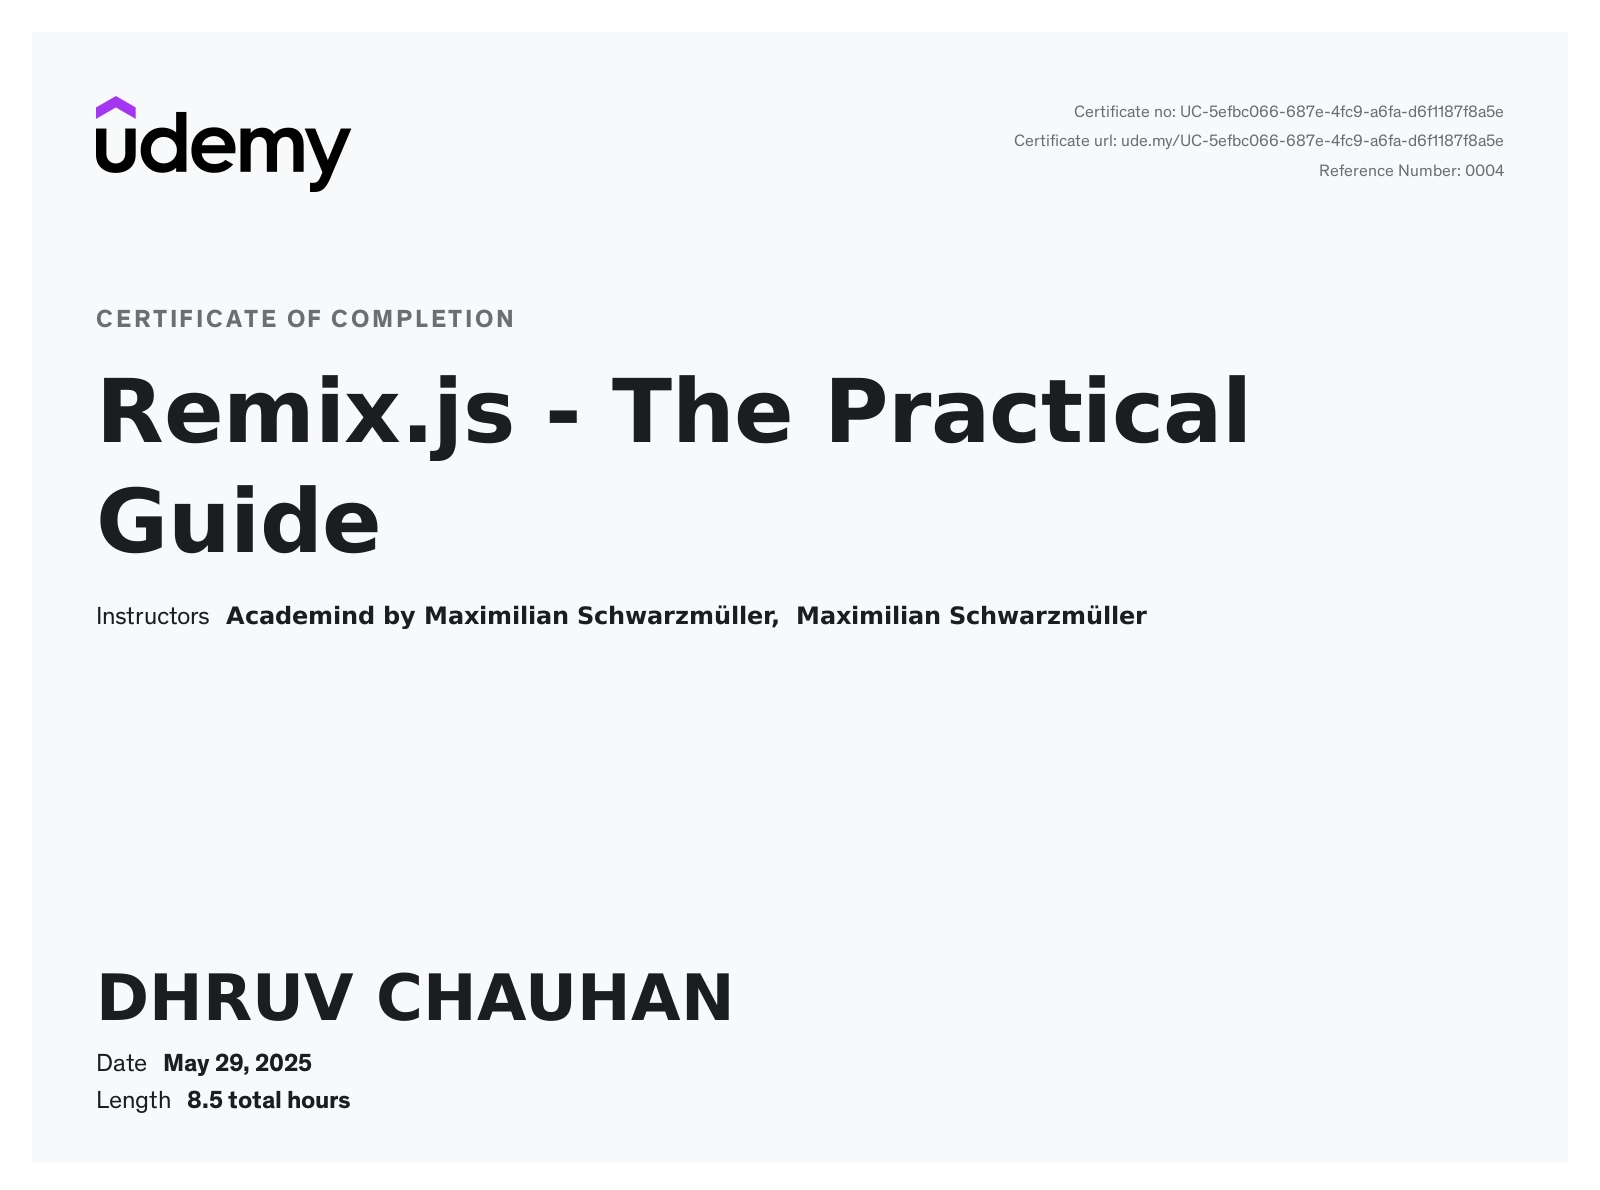 udemy
Certificate no: UC-5efbc066-687e-4fc9-a6fa-d6f1187f8a5e
Certificate url: ude.my/UC-5efbc066-687e-4fc9-a6fa-d6f1187f8a5e
Reference Number: 0004
CERTIFICATE OF COMPLETION
Remix.js - The Practical
Guide
Instructors Academind by Maximilian Schwarzmüller, Maximilian Schwarzmüller
DHRUV CHAUHAN
Date May 29, 2025
Length 8.5 total hours